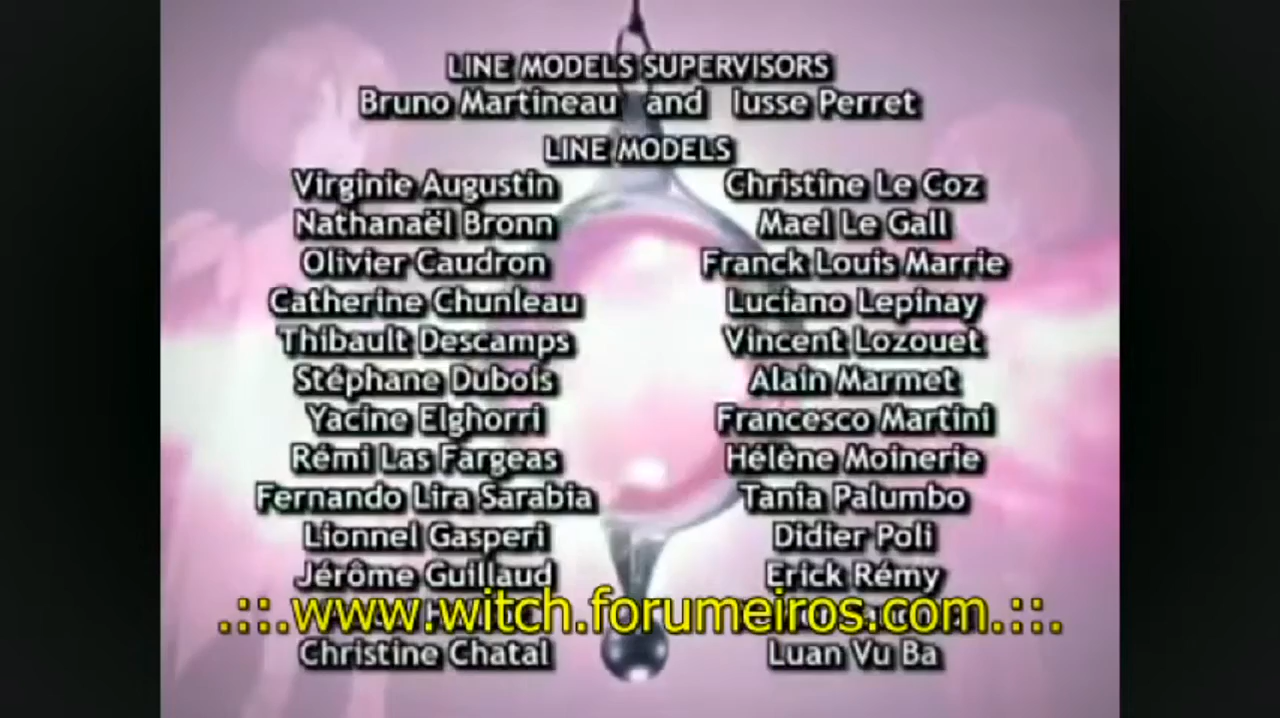 LINE MODELS SUPERVISORS
Bruno Martineau and Iusse Perret
LINE MODELS
Virginie Augustin Christine Le Coz
Nathanaël Bronn Mael Le Gall
Olivier Caudron Franck Louis Marrie
Catherine Chunleau Luciano Lepinay
Thibault Descamps Vincent Lozouet
Stéphane Dubois Alain Marmet
Yacine Elghorri Francesco Martini
Rémi Las Fargeas Hélène Moinerie
Fernando Lira Sarabia Tania Palumbo
Lionnel Gasperi Didier Poli
Jérôme Guillaud Erick Rémy
.::.www.witch.forumeiros.com.::.
Christine Chatal Luan Vu Ba